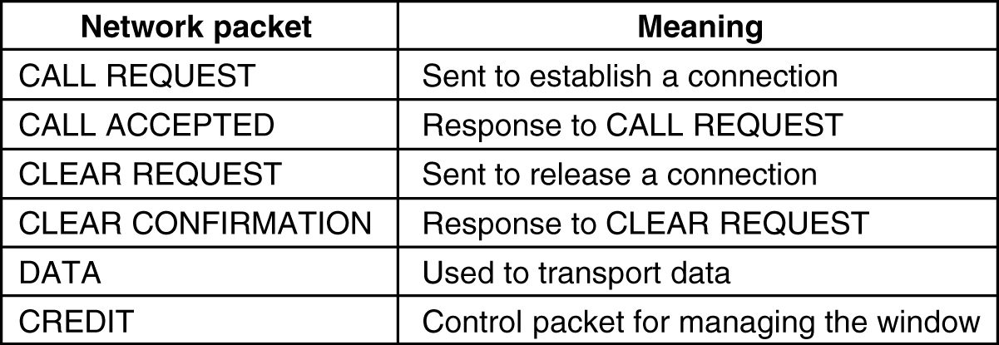 Network packet Meaning
CALL REQUEST Sent to establish a connection
CALL ACCEPTED Response to CALL REQUEST
CLEAR REQUEST Sent to release a connection
CLEAR CONFIRMATION Response to CLEAR REQUEST
DATA Used to transport data
CREDIT Control packet for managing the window